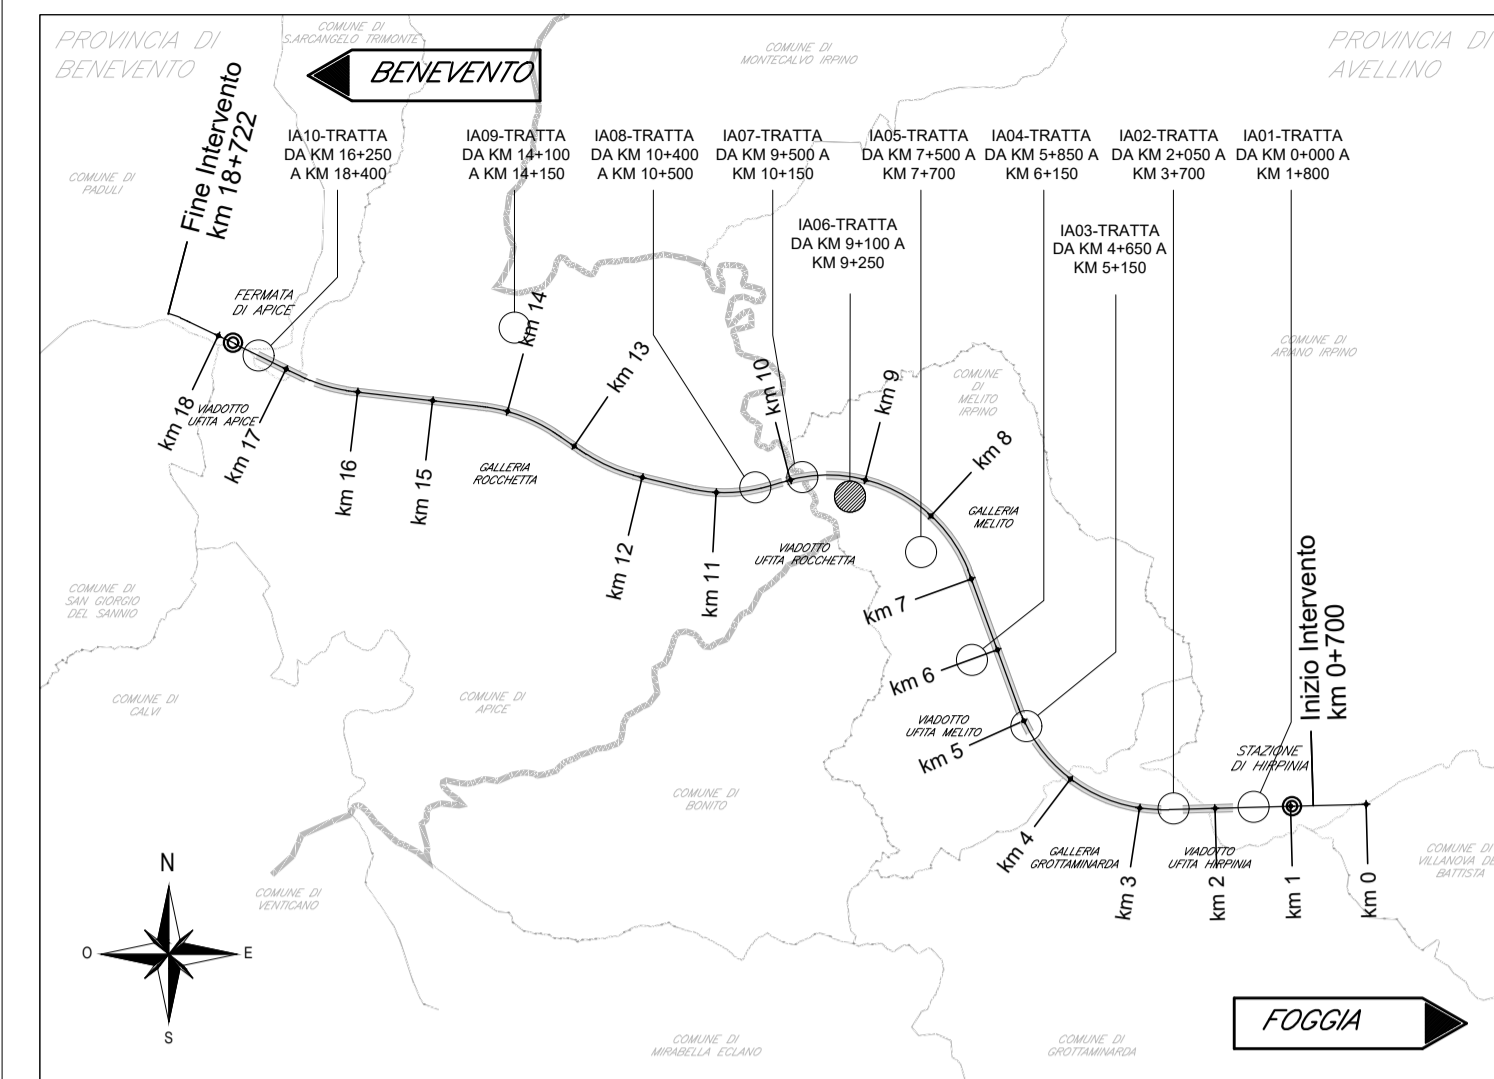 PROVINCIA DI
BENEVENTO
COMUNE DI
S.ARCANGELO TRIMONTE
BENEVENTO
COMUNE DI
MONTECALVO IRPINO
PROVINCIA DI
AVELLINO
COMUNE DI
PADULI
Fine Intervento
km 18+722
IA10-TRATTA
DA KM 16+250
A KM 18+400
IA09-TRATTA
DA KM 14+100
A KM 14+150
IA08-TRATTA
DA KM 10+400
A KM 10+500
IA07-TRATTA
DA KM 9+500 A
KM 10+150
IA05-TRATTA
DA KM 7+500 A
KM 7+700
IA04-TRATTA
DA KM 5+850 A
KM 6+150
IA02-TRATTA
DA KM 2+050 A
KM 3+700
IA01-TRATTA
DA KM 0+000 A
KM 1+800
IA06-TRATTA
DA KM 9+100 A
KM 9+250
IA03-TRATTA
DA KM 4+650 A
KM 5+150
FERMATA
DI APICE
COMUNE DI
ARIANO IRPINO
COMUNE
DI
MELITO
IRPINO
km 18
VIADOTTO
UFITA APICE
km 17
km 16
km 15
km 14
km 13
km 12
km 11
km 10
km 9
km 8
km 7
km 6
km 5
km 4
km 3
km 2
km 1
km 0
GALLERIA
ROCCHETTA
VIADOTTO
UFITA ROCCHETTA
GALLERIA
MELITO
VIADOTTO
UFITA MELITO
GALLERIA
GROTTAMINARDA
VIADOTTO
UFITA HIRPINIA
STAZIONE
DI HIRPINIA
Inizio Intervento
km 0+700
COMUNE DI
SAN GIORGIO
DEL SANNIO
COMUNE DI
CALVI
COMUNE DI
APICE
COMUNE DI
BONITO
COMUNE DI
VENTICANO
COMUNE DI
VILLANOVA DE
BATTISTA
N
O
E
S
COMUNE DI
MIRABELLA ECLANO
COMUNE DI
GROTTAMINARDA
FOGGIA